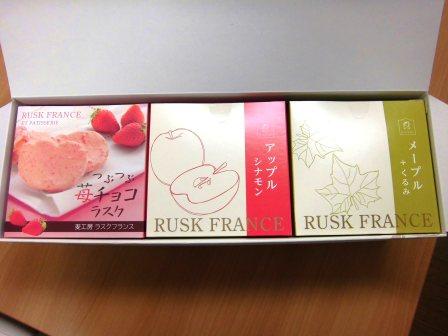 RUSK FRANCE
ET PATISSERIE
つぶつぶ
苺チョコ
ラスク
麦工房 ラスクフランス
アップル
シナモン
RUSK FRANCE
メープル
+くるみ
RUSK FRANCE